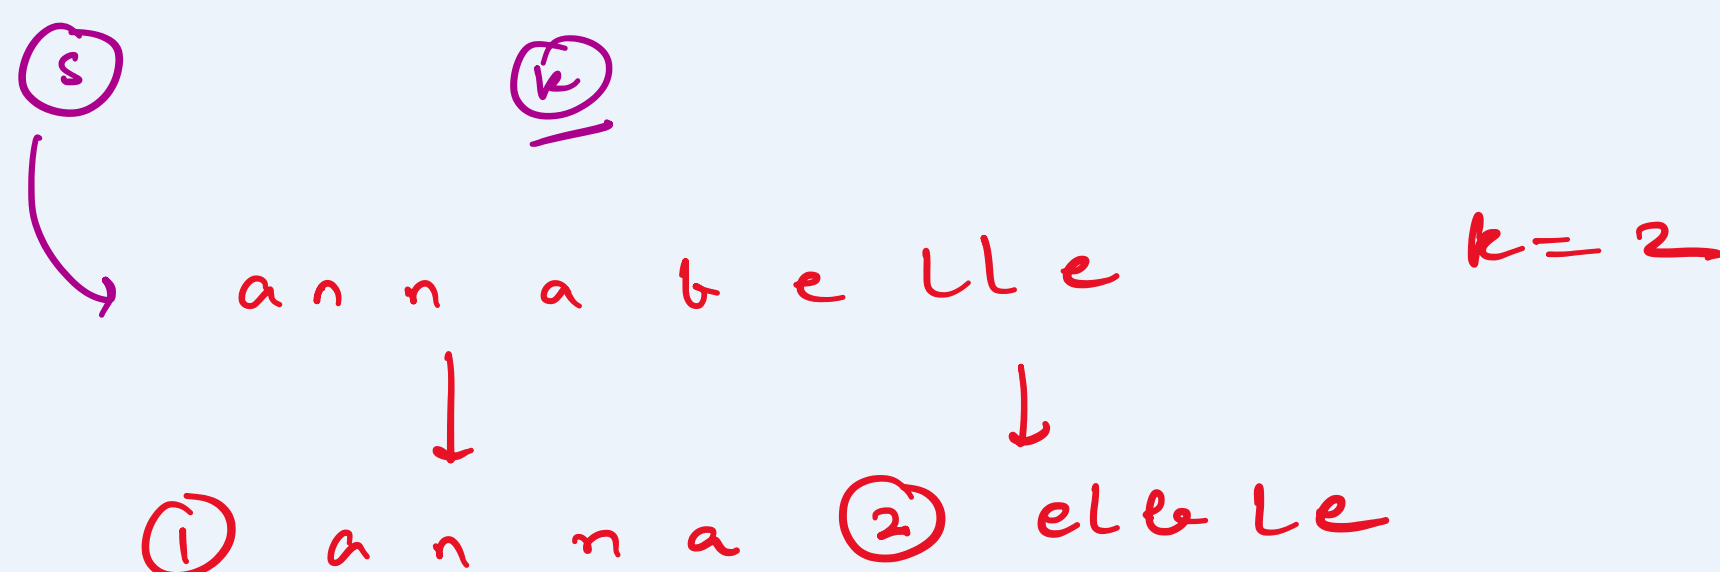 s k
annabelle k = 2
1 anna 2 elble